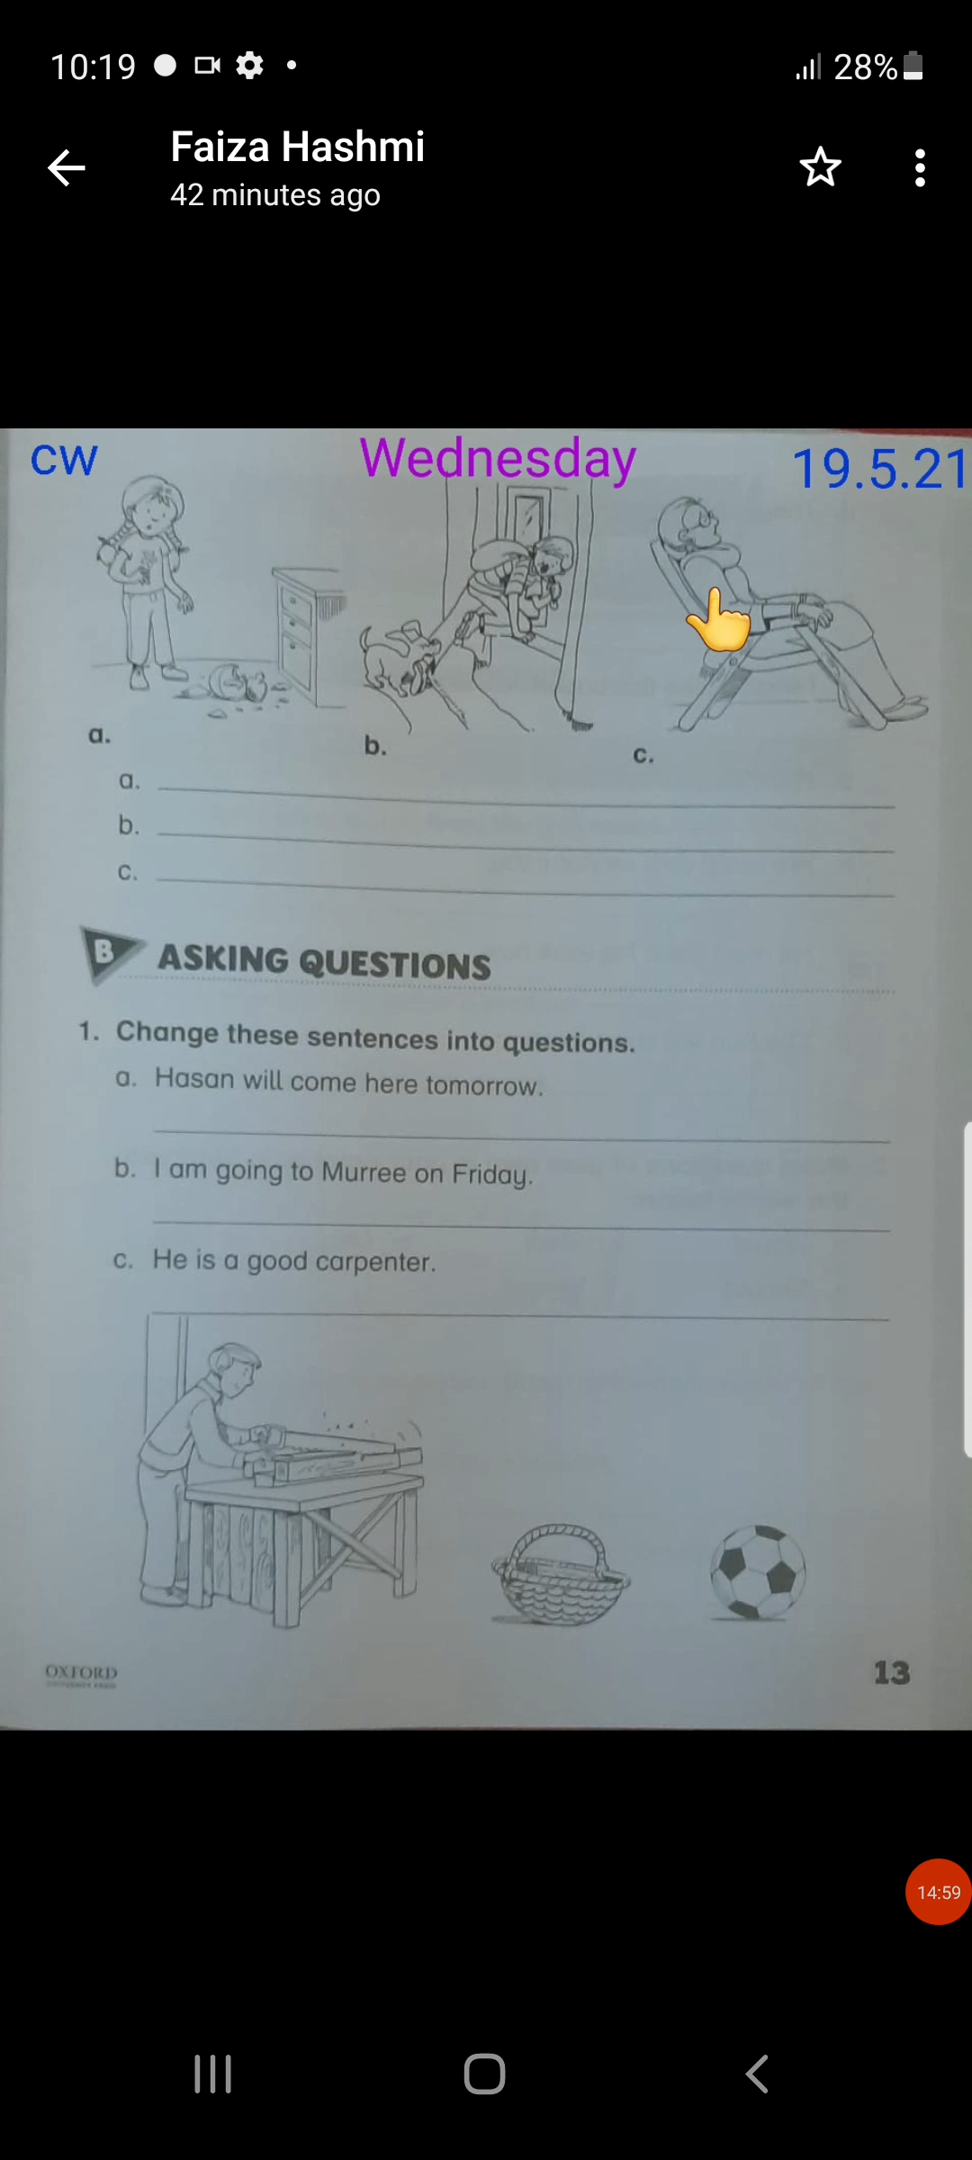 10:19
28%
Faiza Hashmi
42 minutes ago
CW Wednesday 19.5.21
a. b. c.
a.
b.
c.
B ASKING QUESTIONS
1. Change these sentences into questions.
a. Hasan will come here tomorrow.
b. I am going to Murree on Friday.
c. He is a good carpenter.
OXFORD
13
14:59